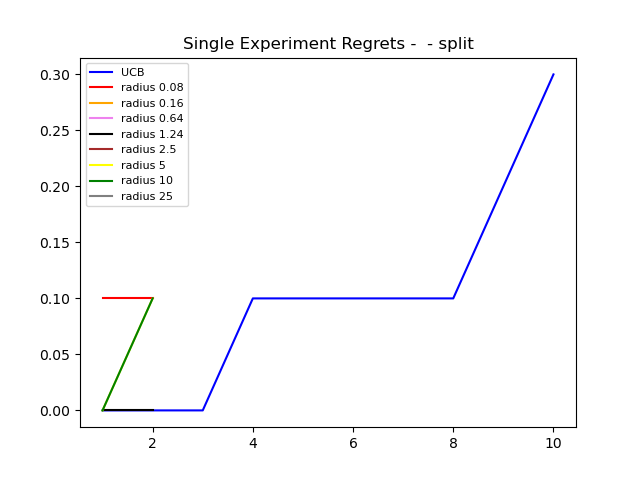 Single Experiment Regrets -  - split
0.30
0.25
0.20
0.15
0.10
0.05
0.00
UCB
radius 0.08
radius 0.16
radius 0.64
radius 1.24
radius 2.5
radius 5
radius 10
radius 25
2
4
6
8
10